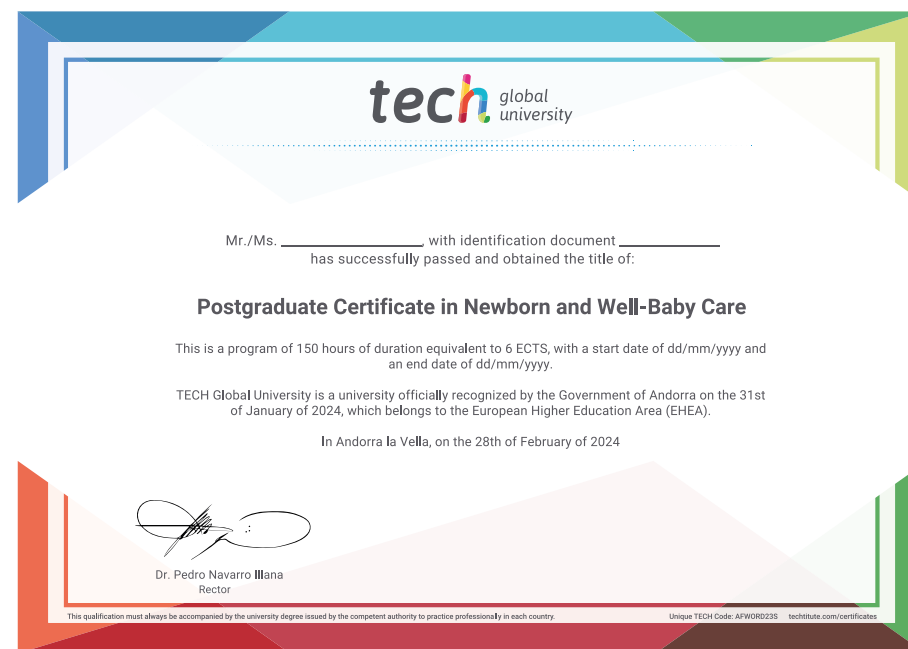 tech global
university
Mr./Ms. ____________, with identification document ____________
has successfully passed and obtained the title of:
Postgraduate Certificate in Newborn and Well-Baby Care
This is a program of 150 hours of duration equivalent to 6 ECTS, with a start date of dd/mm/yyyy and
an end date of dd/mm/yyyy.
TECH Global University is a university officially recognized by the Government of Andorra on the 31st
of January of 2024, which belongs to the European Higher Education Area (EHEA).
In Andorra la Vella, on the 28th of February of 2024
Dr. Pedro Navarro Illana
Rector
This qualification must always be accompanied by the university degree issued by the competent authority to practice professionally in each country.
Unique TECH Code: AFWORD23S techtitute.com/certificates